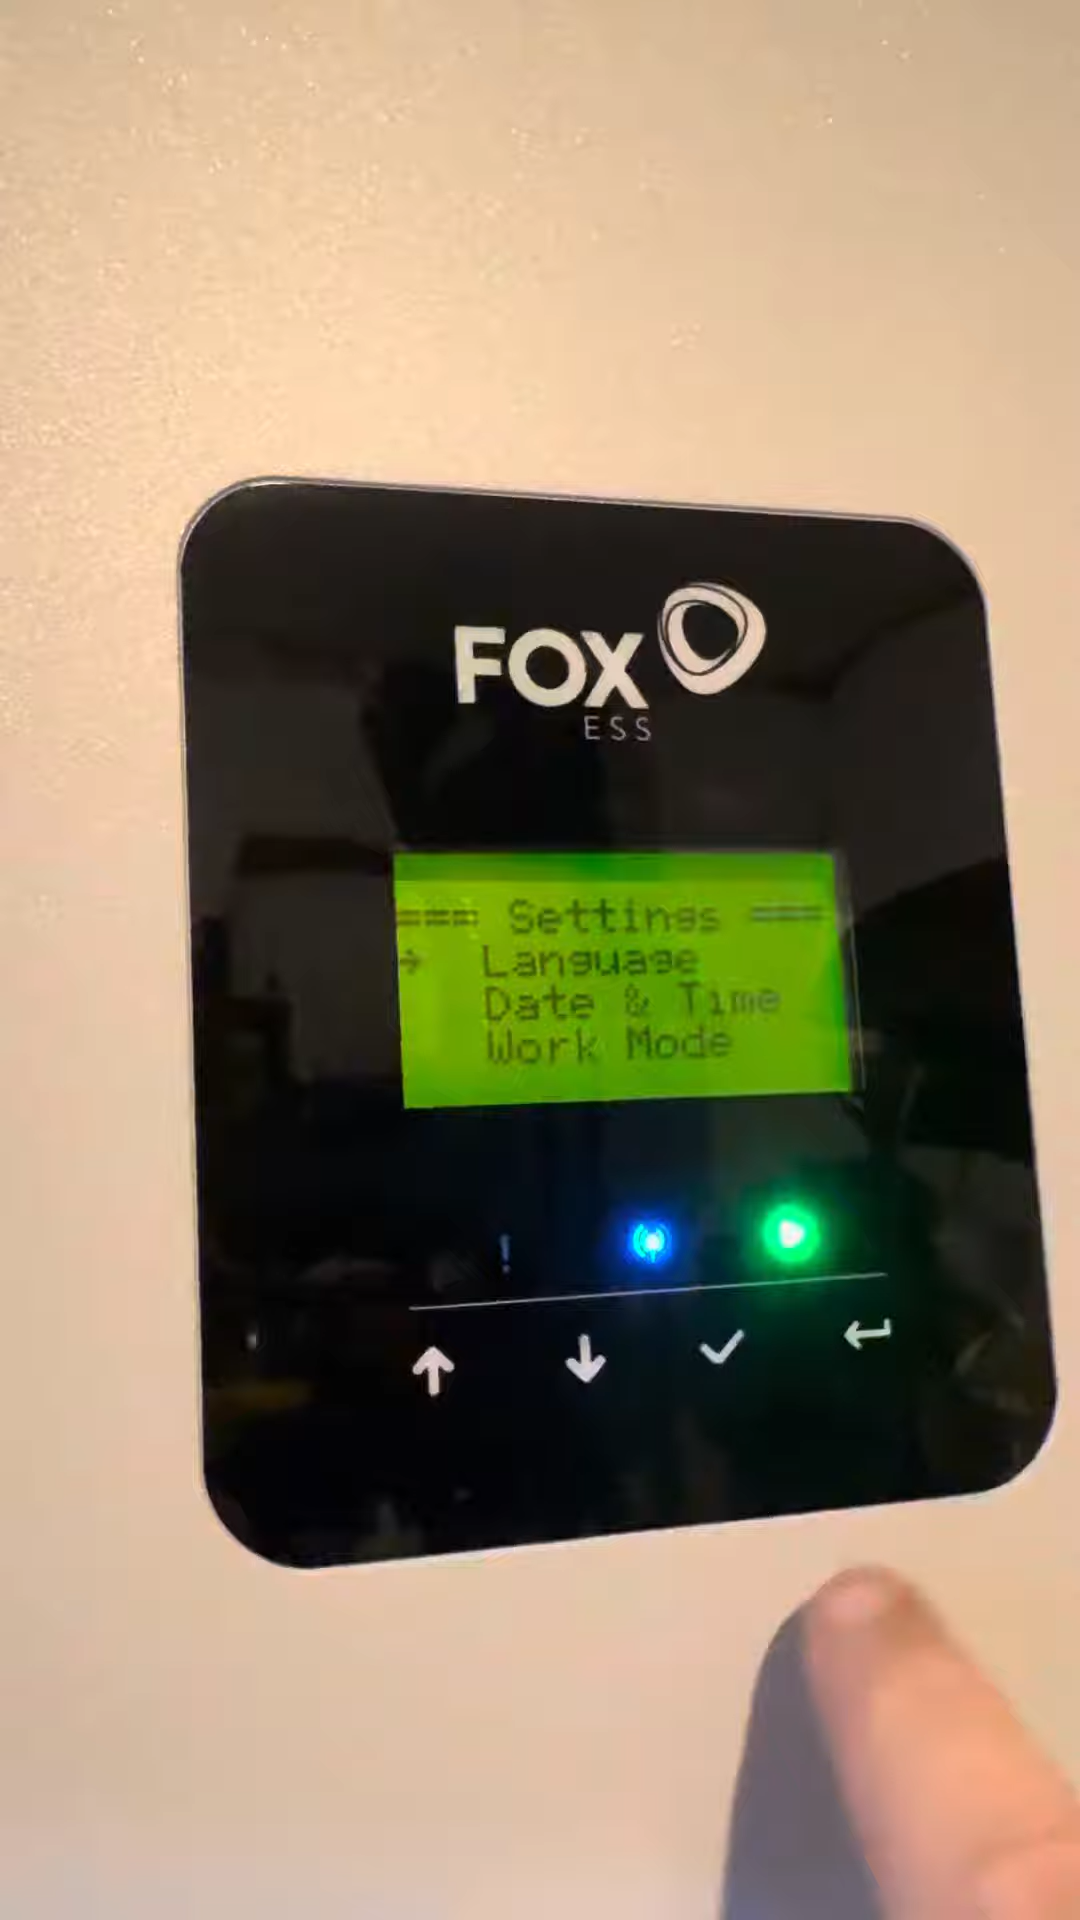 FOX
ESS
=== Settings ===
→ Language
Date & Time
Work Mode
!